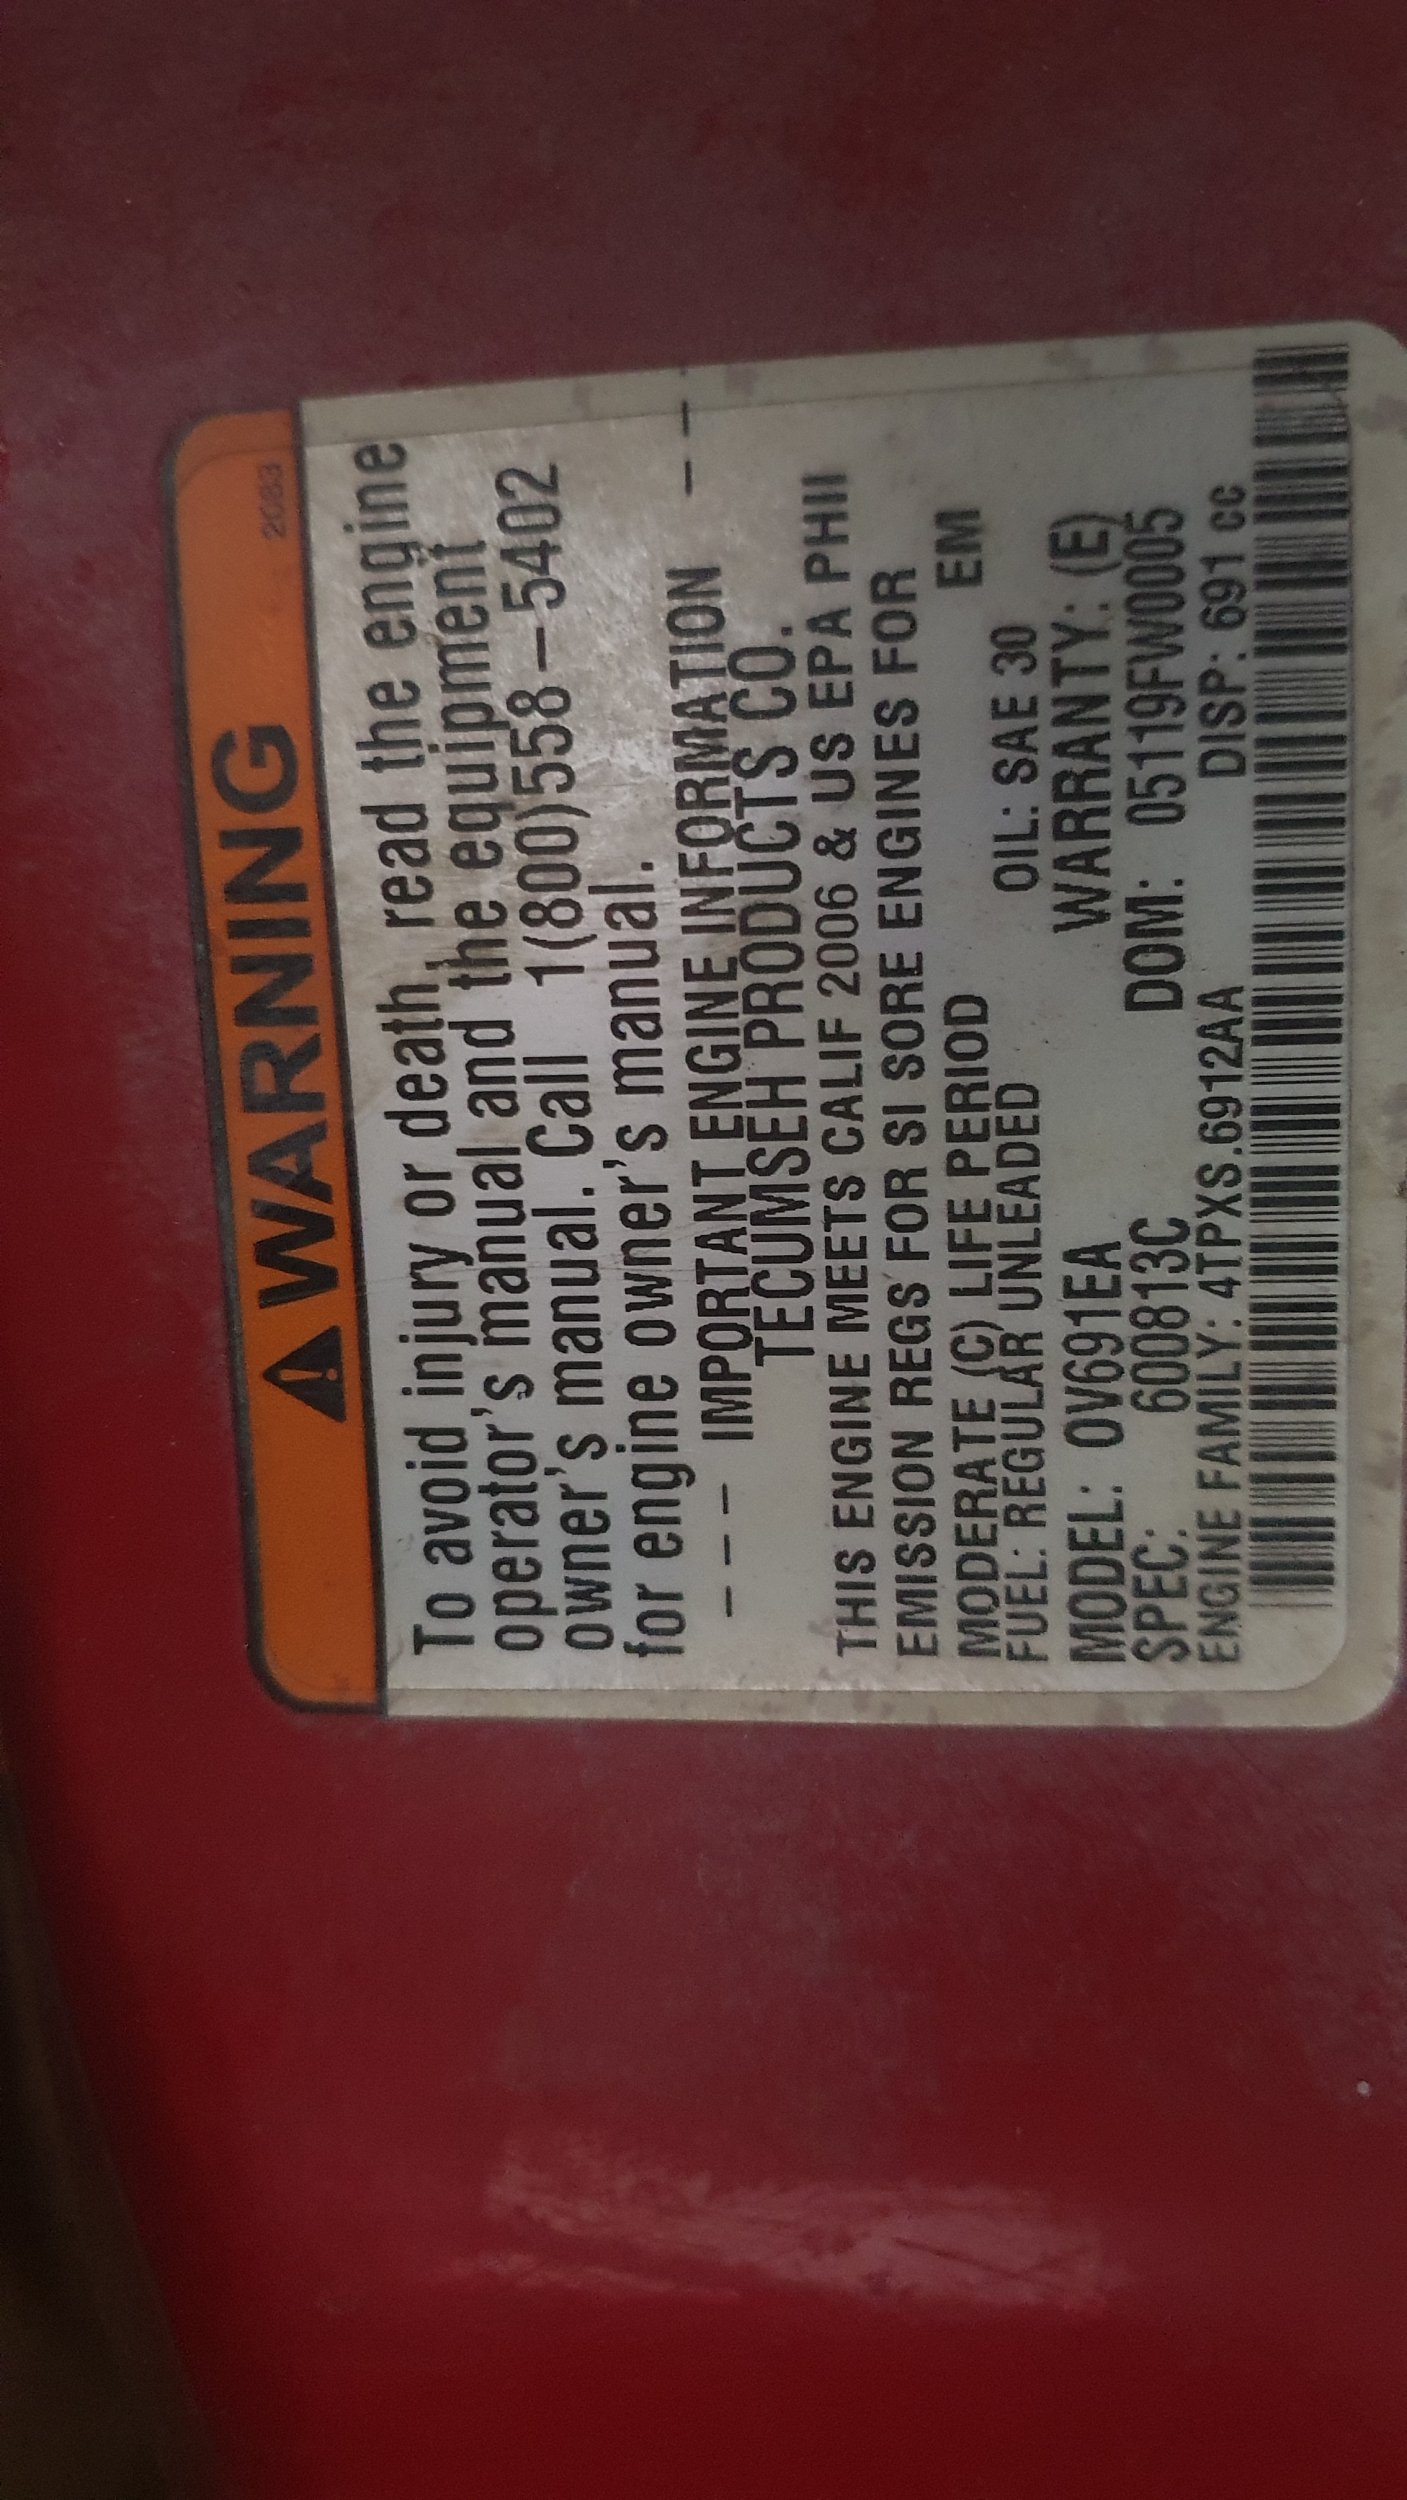 2083
⚠ WARNING
To avoid injury or death, read the engine
operator's manual and the equipment
owner's manual. Call 1(800)558-5402
for engine owner's manual.
--- IMPORTANT ENGINE INFORMATION --
TECUMSEH PRODUCTS CO.
THIS ENGINE MEETS CALIF 2006 & US EPA PHII
EMISSION REGS FOR SI SORE ENGINES FOR
MODERATE (C) LIFE PERIOD EM
FUEL: REGULAR UNLEADED OIL: SAE 30
MODEL: OV691EA WARRANTY: (E)
SPEC: 600813C DOM: 05119FW0005
ENGINE FAMILY: 4TPXS.6912AA DISP: 691 cc